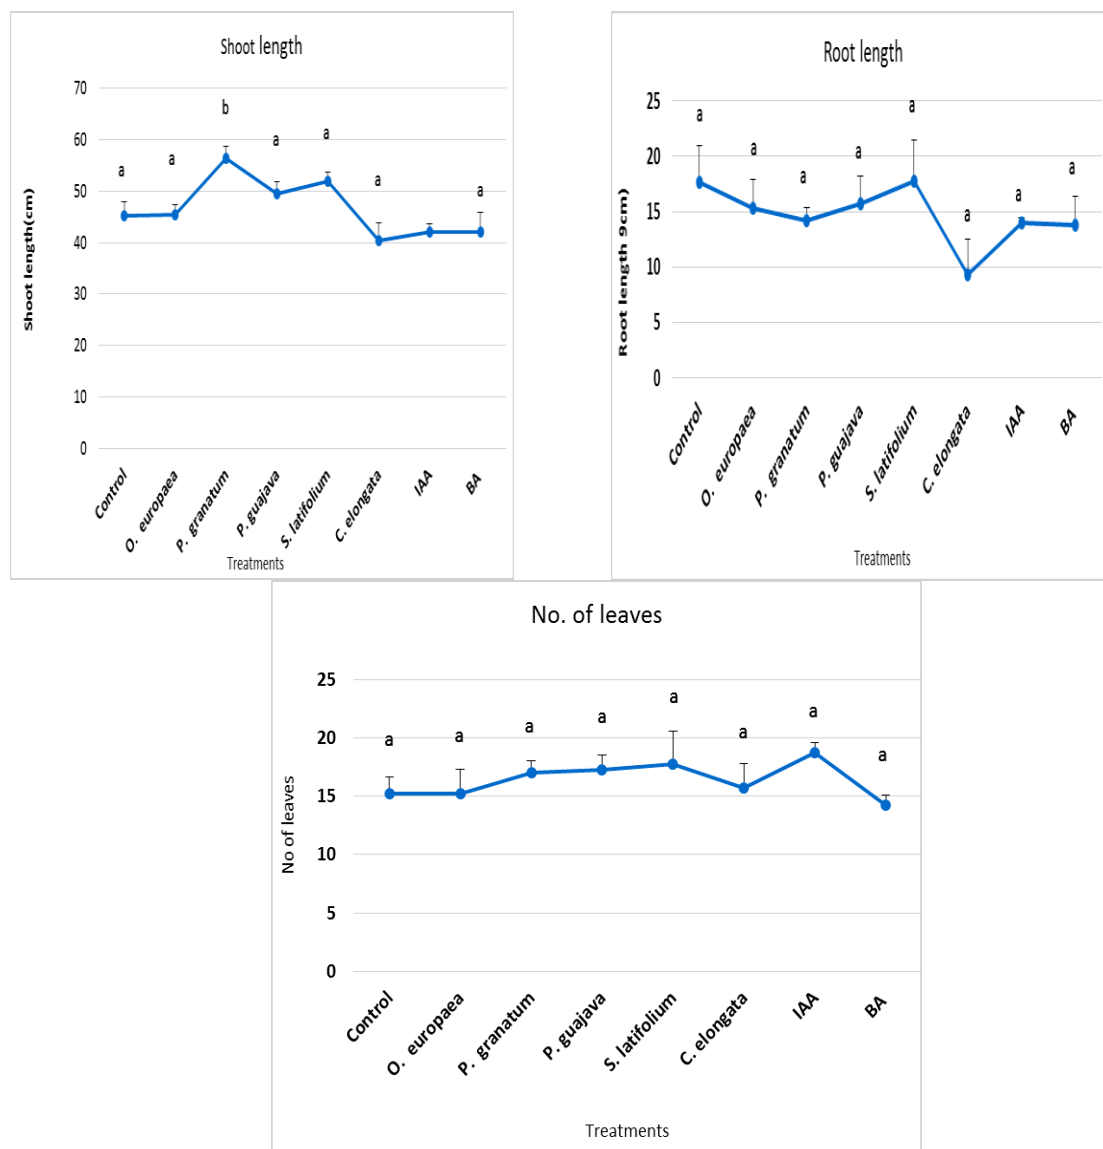 Shoot length
70
60
50
40
30
20
10
0
Shoot length(cm)
a
a
b
a
a
a
a
Control
O. europaea
P. granatum
P. guajava
S. latifolium
C. elongata
IAA
BA
Treatments
Root length
25
20
15
10
5
0
Root length 9cm)
a
a
a
a
a
a
a
a
Control
O. europaea
P. granatum
P. guajava
S. latifolium
C. elongata
IAA
BA
Treatments
No. of leaves
25
20
15
10
5
0
No of leaves
a
a
a
a
a
a
a
a
Control
O. europaea
P. granatum
P. guajava
S. latifolium
C. elongata
IAA
BA
Treatments